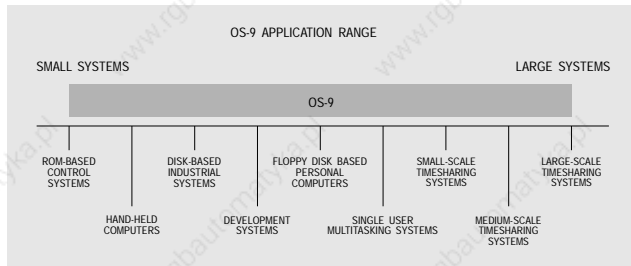 OS-9 APPLICATION RANGE
SMALL SYSTEMS
LARGE SYSTEMS
OS-9
ROM-BASED
CONTROL
SYSTEMS
HAND-HELD
COMPUTERS
DISK-BASED
INDUSTRIAL
SYSTEMS
DEVELOPMENT
SYSTEMS
FLOPPY DISK BASED
PERSONAL
COMPUTERS
SINGLE USER
MULTITASKING SYSTEMS
SMALL-SCALE
TIMESHARING
SYSTEMS
MEDIUM-SCALE
TIMESHARING
SYSTEMS
LARGE-SCALE
TIMESHARING
SYSTEMS